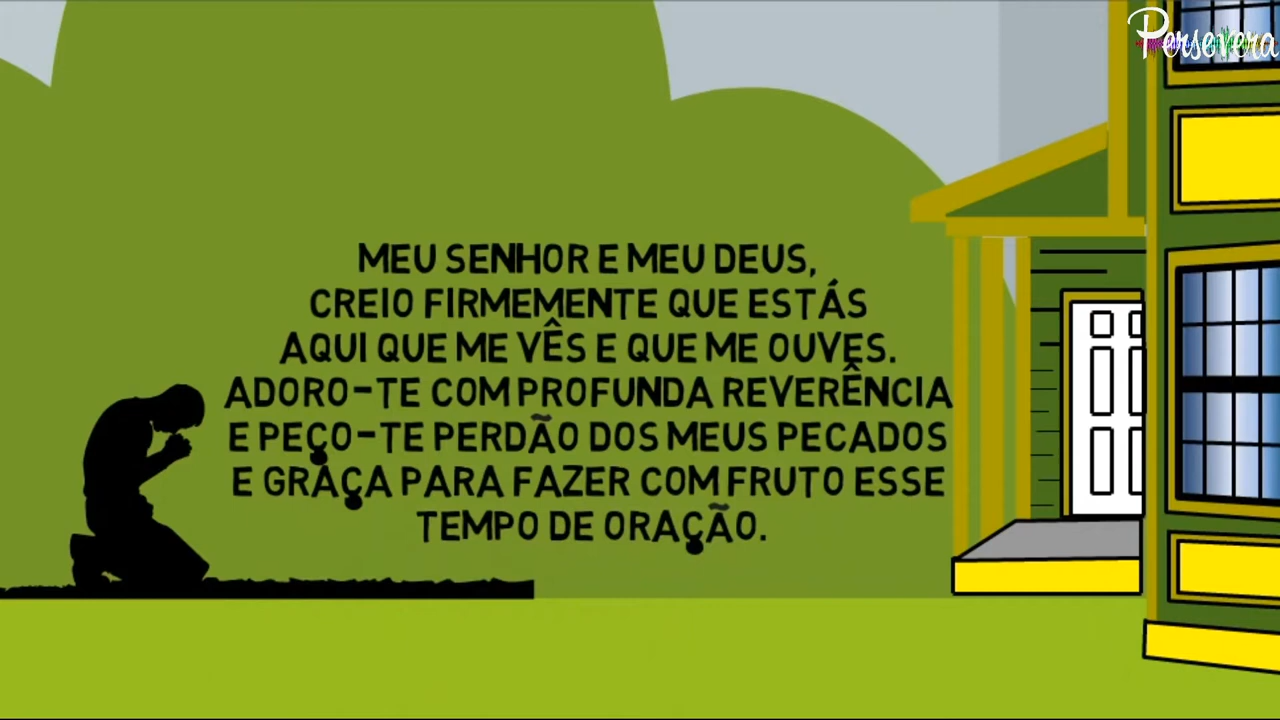 Persevera
MEU SENHOR E MEU DEUS,
CREIO FIRMEMENTE QUE ESTÁS
AQUI QUE ME VÊS E QUE ME OUVES.
ADORO-TE COM PROFUNDA REVERÊNCIA
E PEÇO-TE PERDÃO DOS MEUS PECADOS
E GRAÇA PARA FAZER COM FRUTO ESSE
TEMPO DE ORAÇÃO.